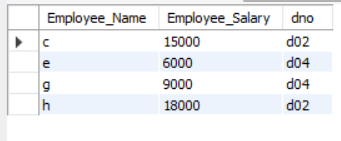 Employee_Name Employee_Salary dno
c 15000 d02
e 6000 d04
g 9000 d04
h 18000 d02